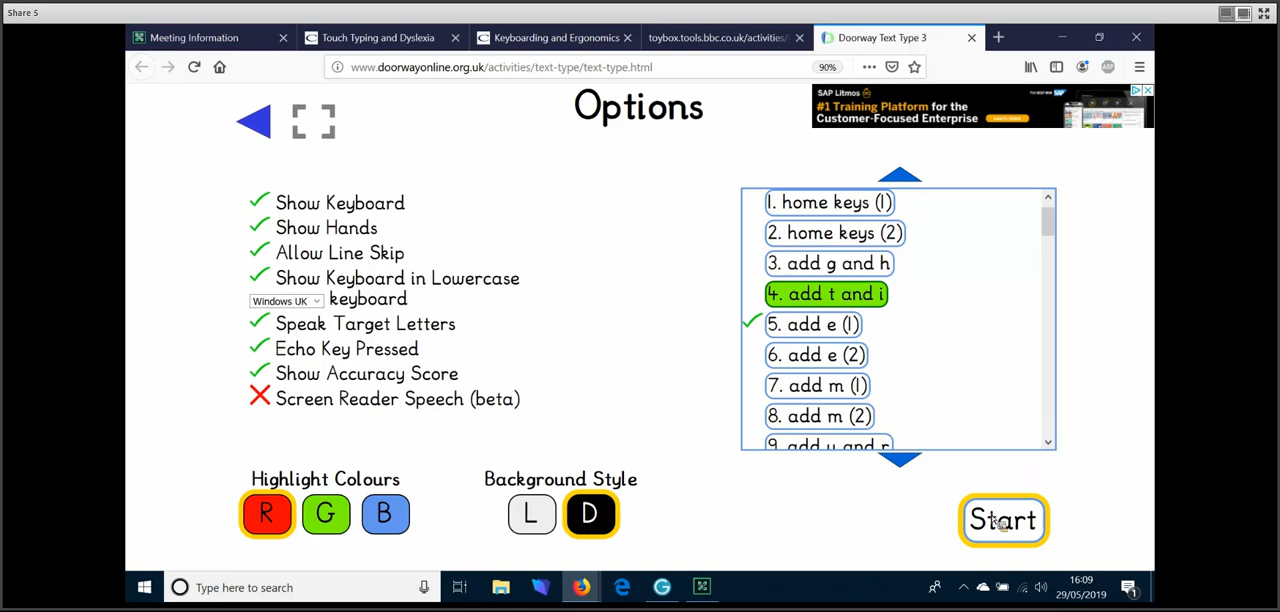 Share 5
Meeting Information
Touch Typing and Dyslexia
Keyboarding and Ergonomics
toybox.tools.bbc.co.uk/activities/
Doorway Text Type 3
www.doorwayonline.org.uk/activities/text-type/text-type.html
90%
ABP
Options
SAP Litmos
#1 Training Platform for the
Customer-Focused Enterprise
Show Keyboard
Show Hands
Allow Line Skip
Show Keyboard in Lowercase
Windows UK keyboard
Speak Target Letters
Echo Key Pressed
Show Accuracy Score
Screen Reader Speech (beta)
1. home keys (1)
2. home keys (2)
3. add g and h
4. add t and i
5. add e (1)
6. add e (2)
7. add m (1)
8. add m (2)
9. add u and r
Highlight Colours
R G B
Background Style
L D
Start
Type here to search
16:09
29/05/2019
1